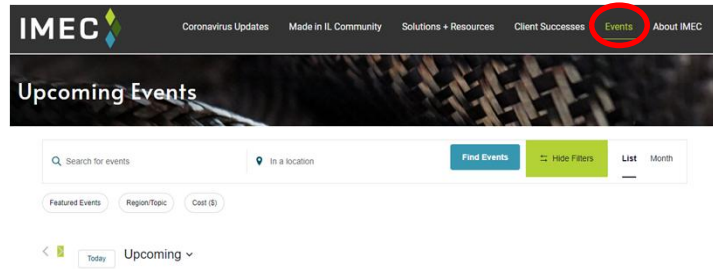 IMEC Coronavirus Updates Made in IL Community Solutions + Resources Client Successes Events About IMEC
Upcoming Events
Search for events In a location Find Events Hide Filters List Month
Featured Events Region/Topic Cost ($)
Today Upcoming